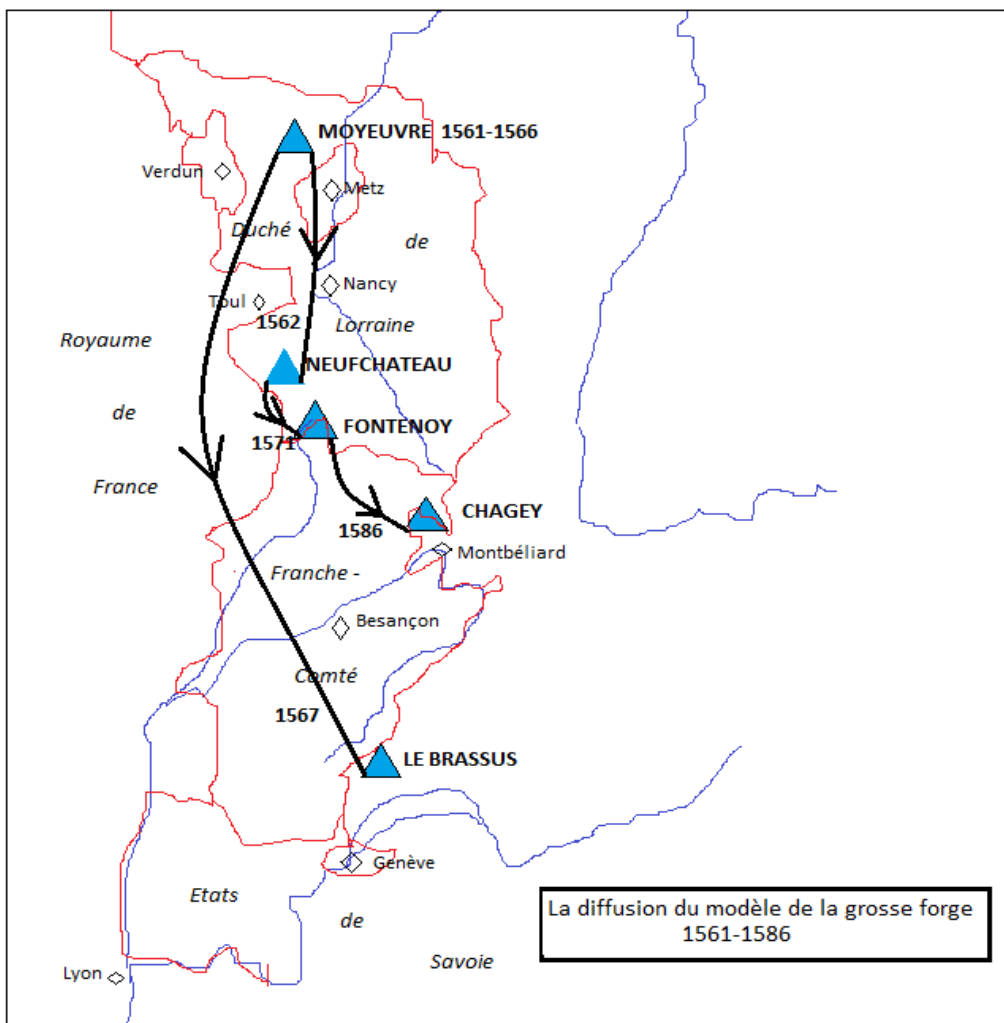 MOYEUVRE 1561-1566
Verdun
Metz
Duché
de
Nancy
Toul
1562
Lorraine
Royaume
NEUFCHATEAU
de
FONTENOY
1571
France
CHAGEY
1586
Montbéliard
Franche -
Besançon
Comté
1567
LE BRASSUS
Genève
Etats
de
La diffusion du modèle de la grosse forge
1561-1586
Savoie
Lyon